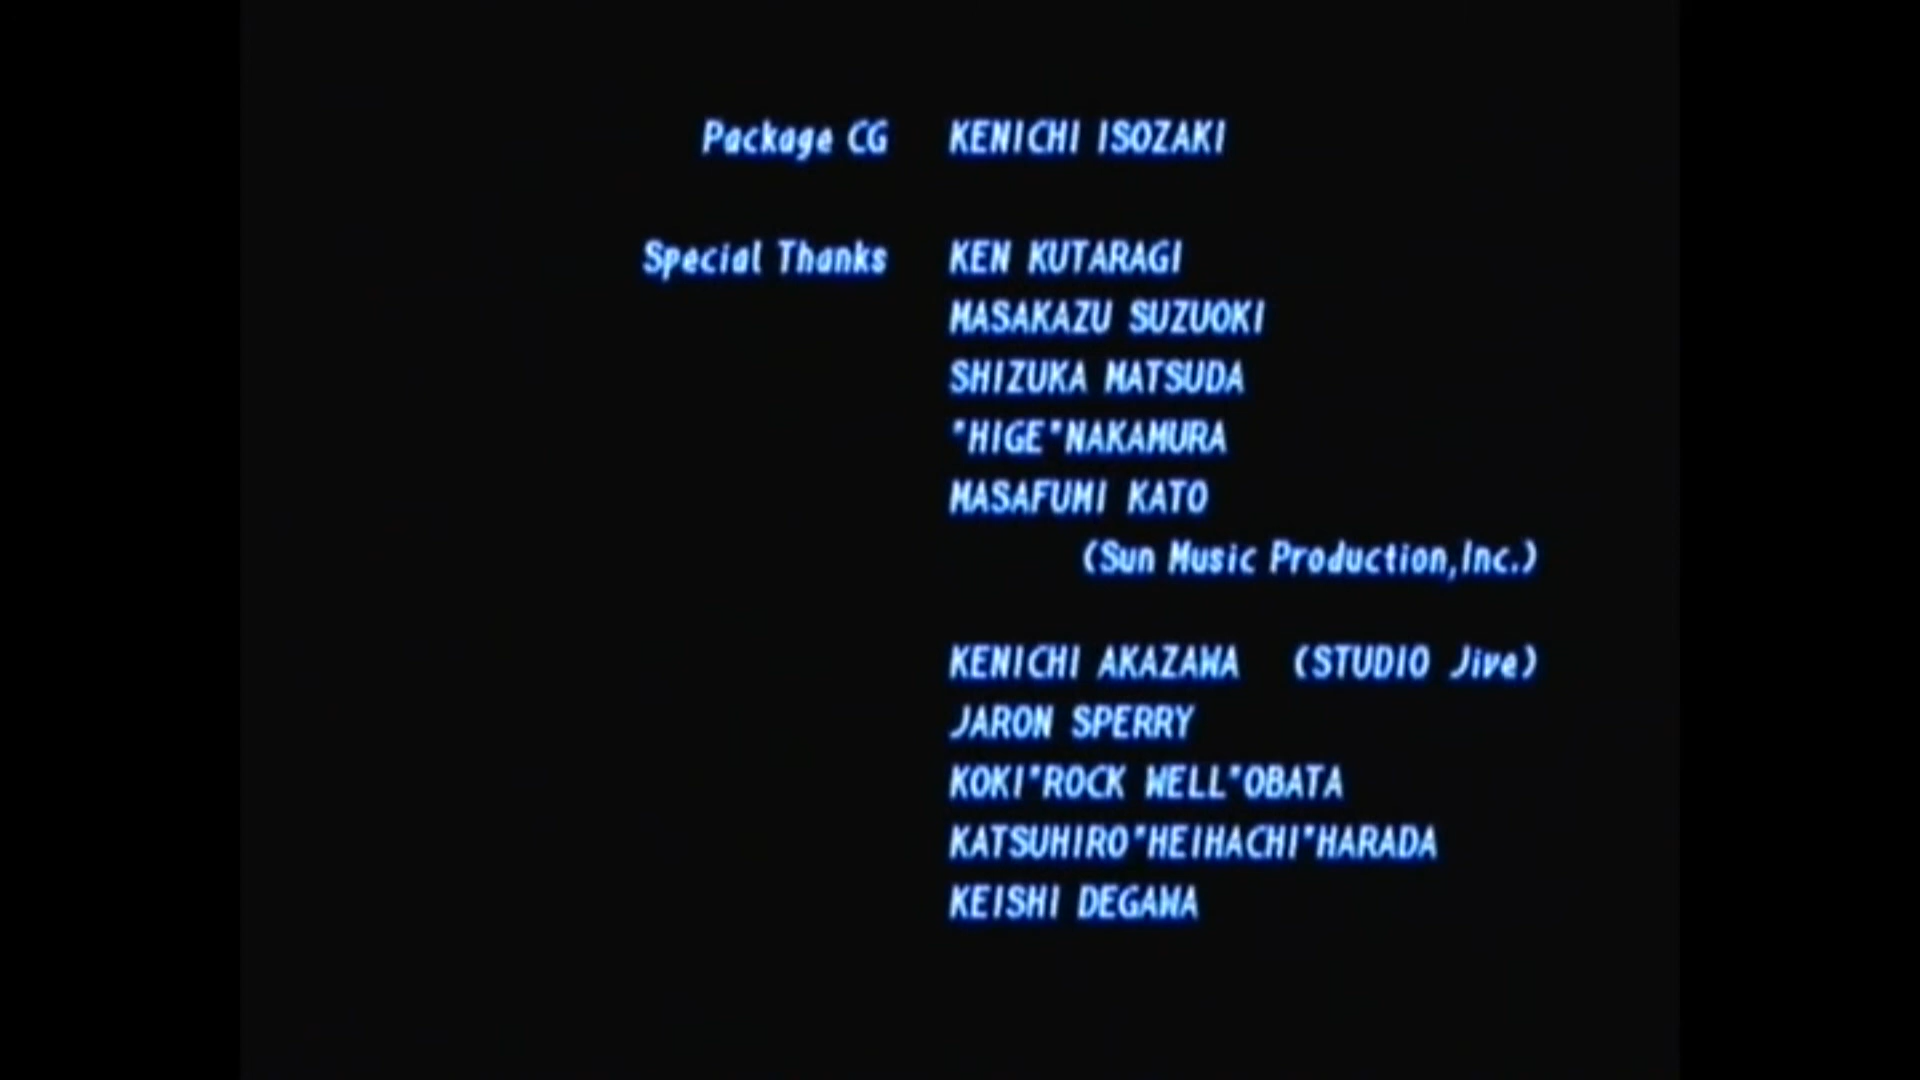 Package CG KENICHI ISOZAKI
Special Thanks KEN KUTARAGI
MASAKAZU SUZUOKI
SHIZUKA MATSUDA
"HIGE"NAKAMURA
MASAFUMI KATO
(Sun Music Production,Inc.)
KENICHI AKAZAWA (STUDIO Jive)
JARON SPERRY
KOKI"ROCK WELL"OBATA
KATSUHIRO"HEIHACHI"HARADA
KEISHI DEGAWA